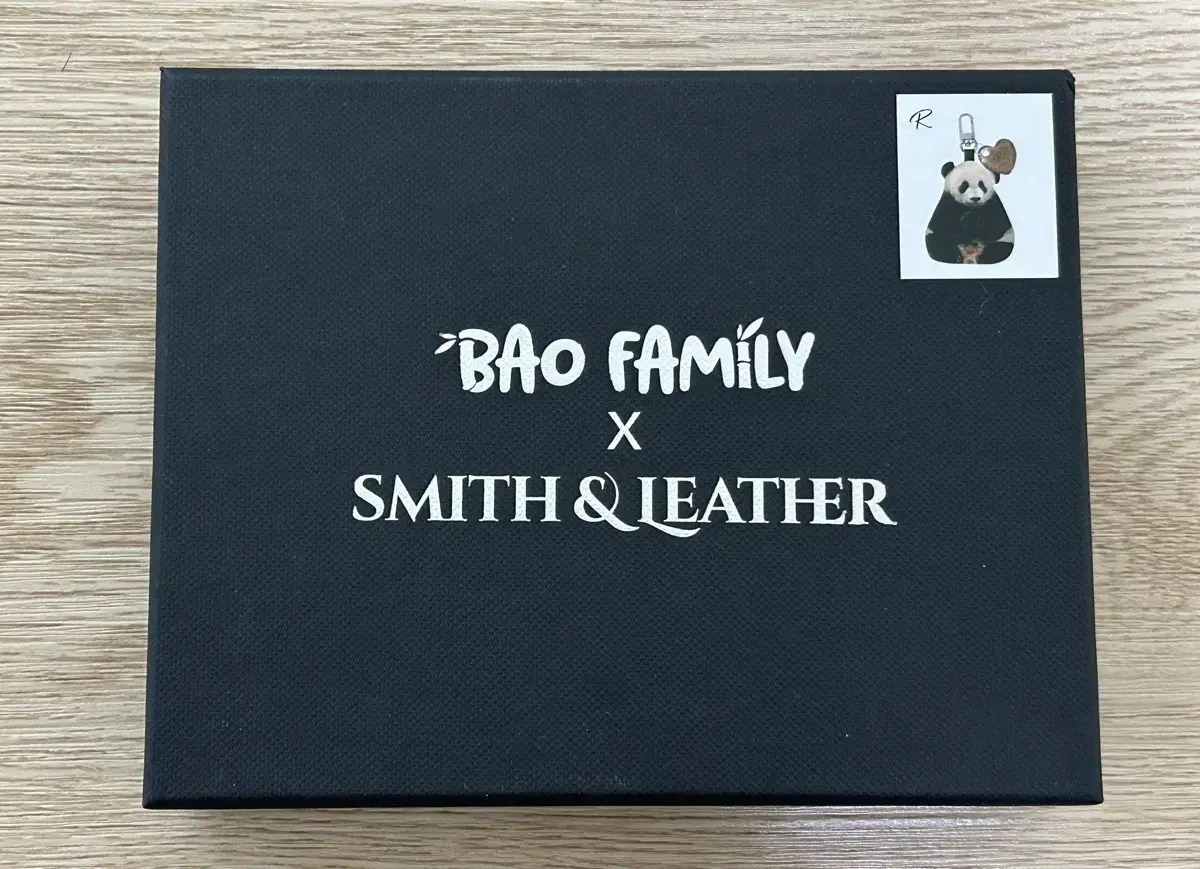 R
BAO FAMILY
X
SMITH & LEATHER